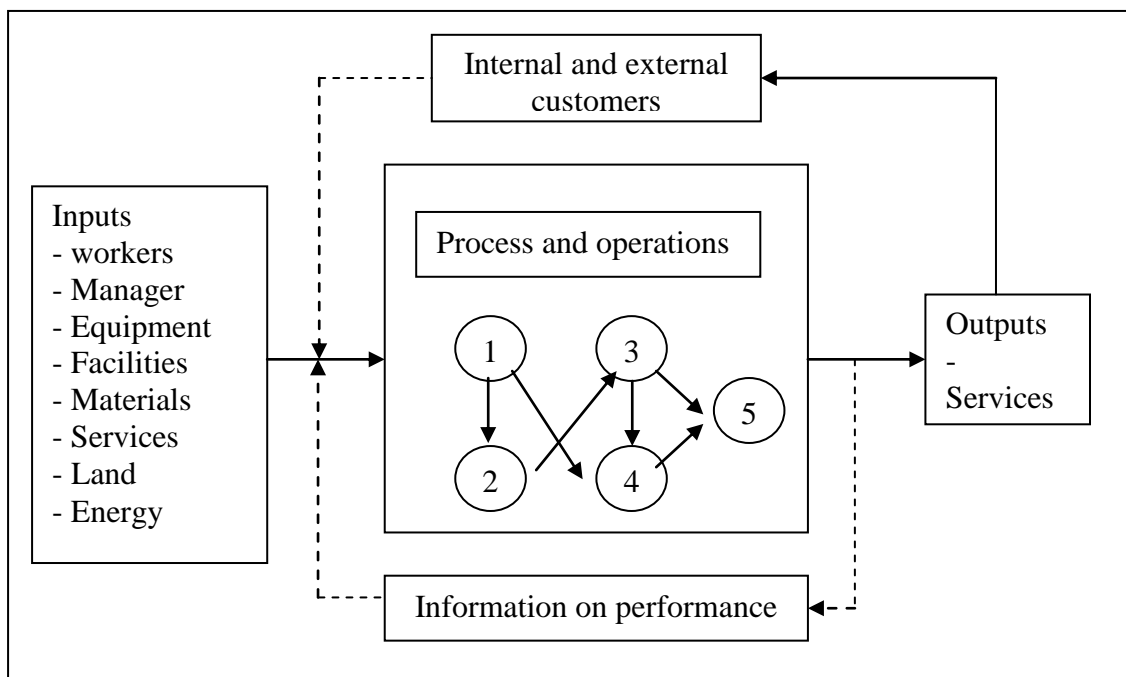 Internal and external
customers
Inputs
- workers
- Manager
- Equipment
- Facilities
- Materials
- Services
- Land
- Energy
Process and operations
1
3
5
2
4
Outputs
-
Services
Information on performance